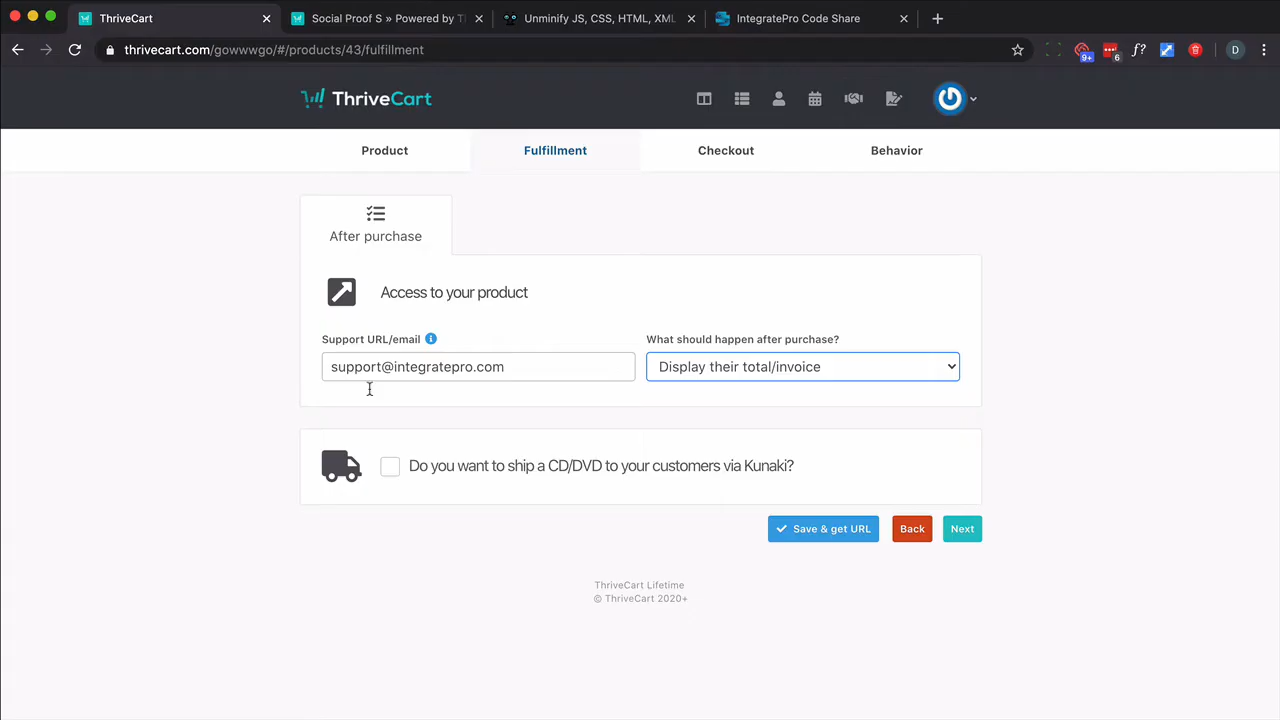 ThriveCart
Social Proof S » Powered by T
Unminify JS, CSS, HTML, XML
IntegratePro Code Share
thrivecart.com/gowwwgo/#/products/43/fulfillment
9+
6
f?
D
ThriveCart
Product
Fulfillment
Checkout
Behavior
After purchase
Access to your product
Support URL/email
What should happen after purchase?
support@integratepro.com
Display their total/invoice
Do you want to ship a CD/DVD to your customers via Kunaki?
Save & get URL
Back
Next
ThriveCart Lifetime
© ThriveCart 2020+